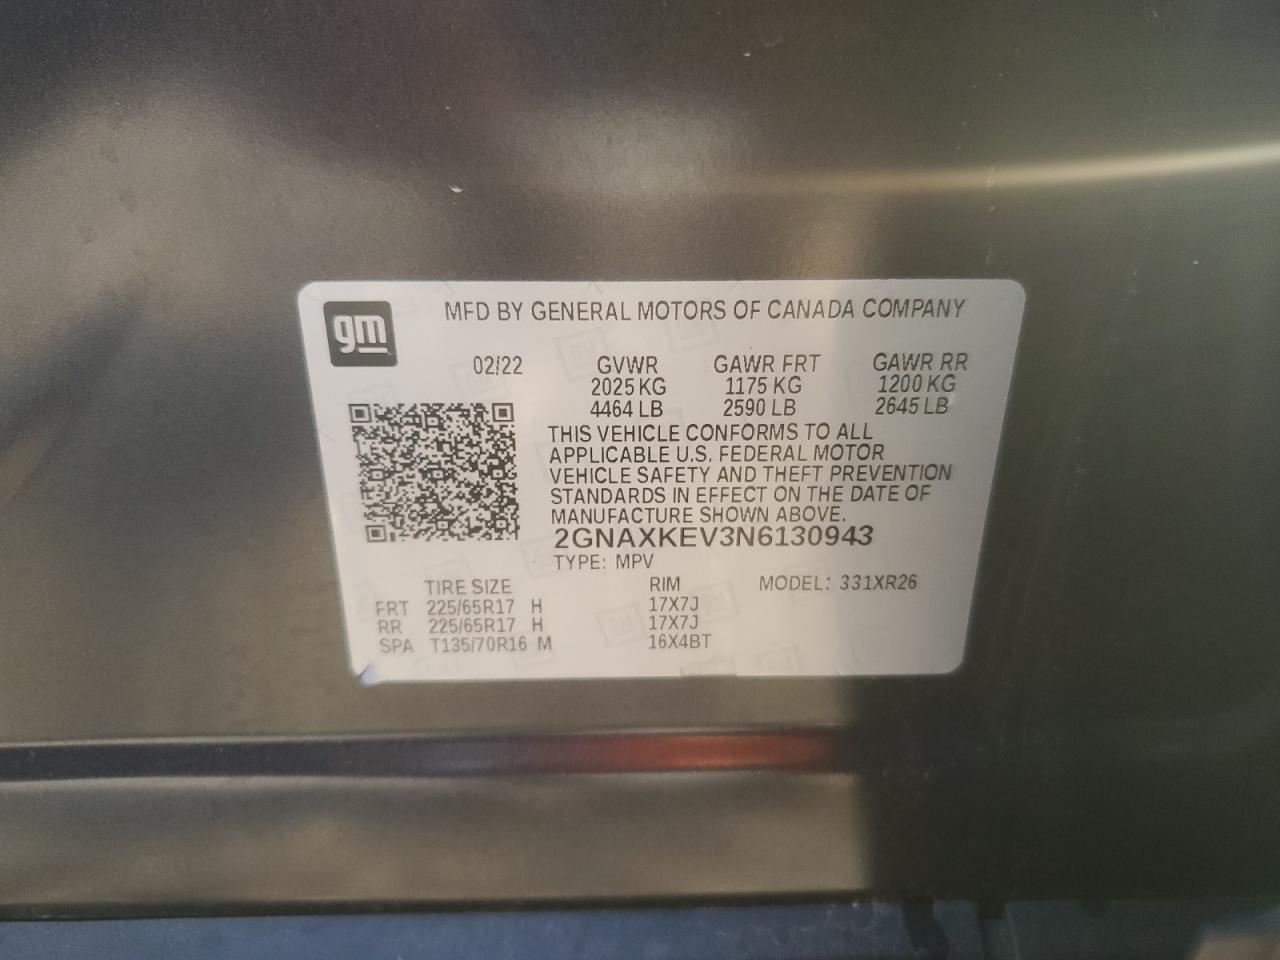 gm
MFD BY GENERAL MOTORS OF CANADA COMPANY
02/22 GVWR GAWR FRT GAWR RR
2025 KG 1175 KG 1200 KG
4464 LB 2590 LB 2645 LB
THIS VEHICLE CONFORMS TO ALL
APPLICABLE U.S. FEDERAL MOTOR
VEHICLE SAFETY AND THEFT PREVENTION
STANDARDS IN EFFECT ON THE DATE OF
MANUFACTURE SHOWN ABOVE.
2GNAXKEV3N6130943
TYPE: MPV
TIRE SIZE RIM MODEL: 331XR26
FRT 225/65R17 H 17X7J
RR 225/65R17 H 17X7J
SPA T135/70R16 M 16X4BT